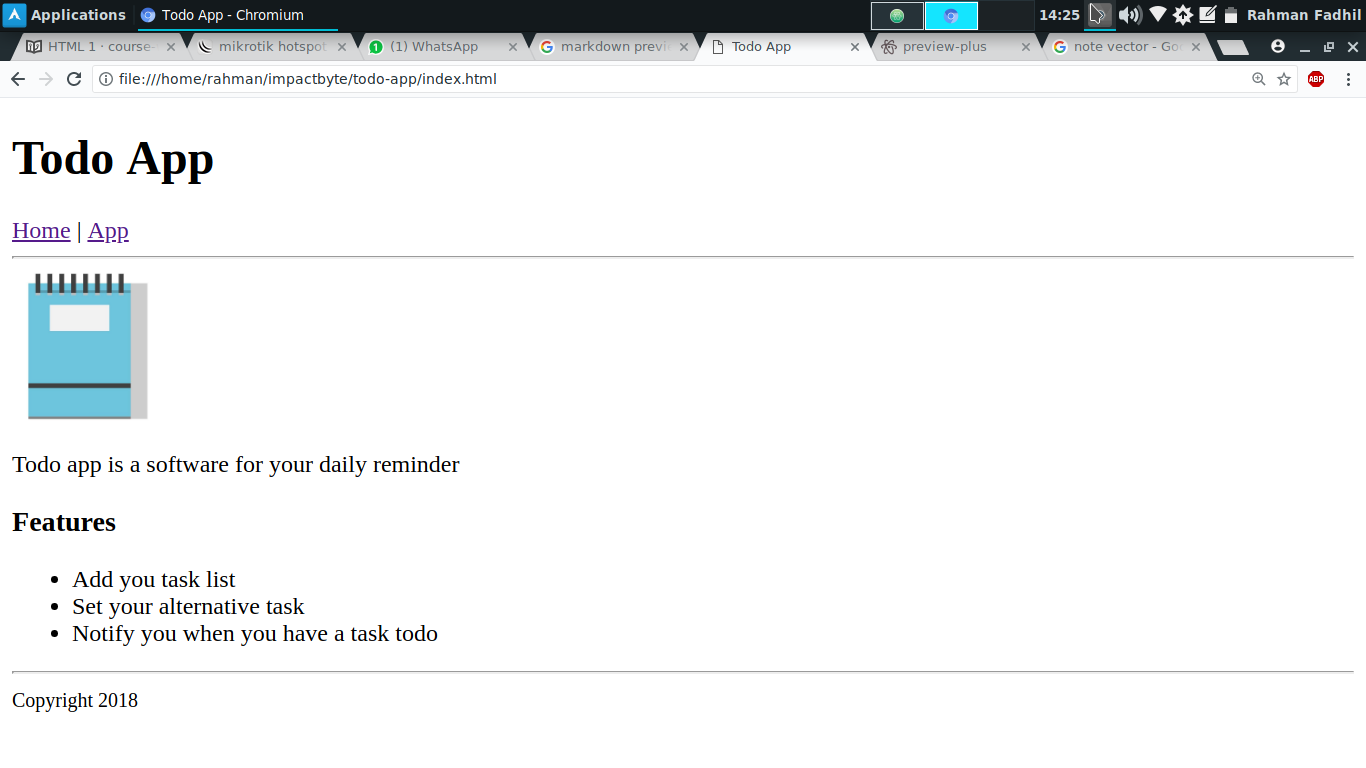 Applications Todo App - Chromium 14:25 Rahman Fadhil
HTML 1 · course- mikrotik hotspot (1) WhatsApp markdown previ Todo App preview-plus note vector - Go
file:///home/rahman/impactbyte/todo-app/index.html ABP
Todo App
Home | App
Todo app is a software for your daily reminder
Features
• Add you task list
• Set your alternative task
• Notify you when you have a task todo
Copyright 2018